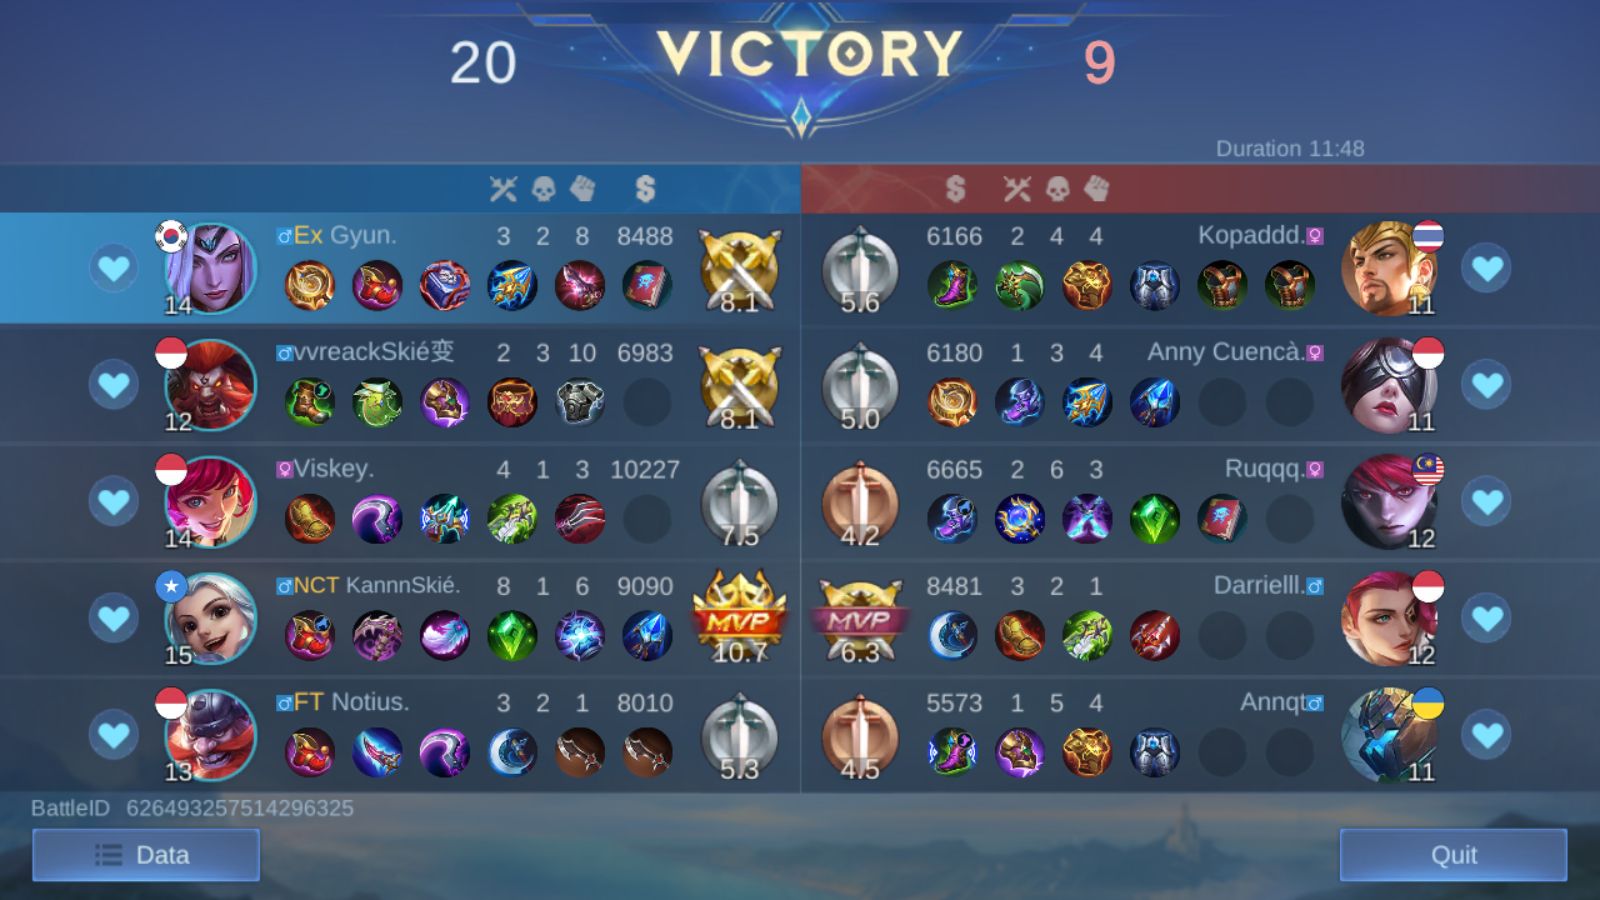 20 VICTORY 9
Duration 11:48
Ex Gyun. 3 2 8 8488
14 8.1
5.6 6166 2 4 4 Kopaddd.
11
vvreackSkié变 2 3 10 6983
12 8.1
5.0 6180 1 3 4 Anny Cuencà.
11
Viskey. 4 1 3 10227
14 7.5
4.2 6665 2 6 3 Ruqqq.
12
NCT KannnSkié. 8 1 6 9090
15 MVP 10.7
MVP 6.3 8481 3 2 1 Darrielll.
12
FT Notius. 3 2 1 8010
13 5.3
4.5 5573 1 5 4 Annqt
11
BattleID 626493257514296325
Data
Quit